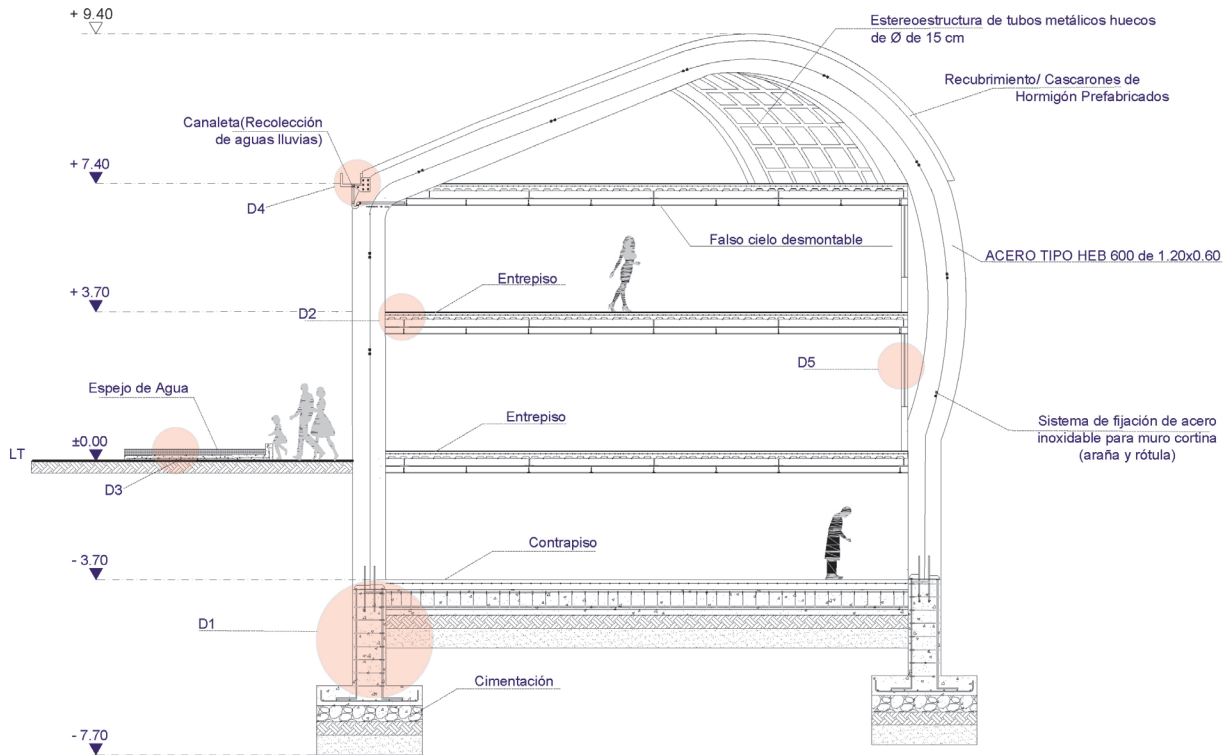 + 9.40
Estereoestructura de tubos metálicos huecos
de Ø de 15 cm
Recubrimiento/ Cascarones de
Hormigón Prefabricados
Canaleta(Recolección
de aguas lluvias)
+ 7.40
D4
Falso cielo desmontable
ACERO TIPO HEB 600 de 1.20x0.60
Entrepiso
+ 3.70
D2
D5
Espejo de Agua
Entrepiso
Sistema de fijación de acero
inoxidable para muro cortina
(araña y rótula)
LT
±0.00
D3
Contrapiso
- 3.70
D1
Cimentación
- 7.70